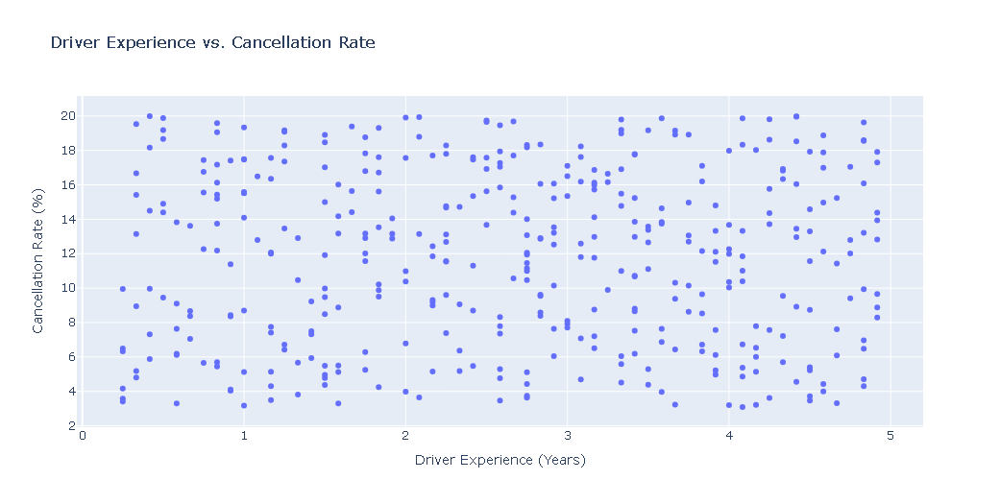 Driver Experience vs. Cancellation Rate
20
18
16
14
12
10
8
6
4
2
Cancellation Rate (%)
0 1 2 3 4 5
Driver Experience (Years)